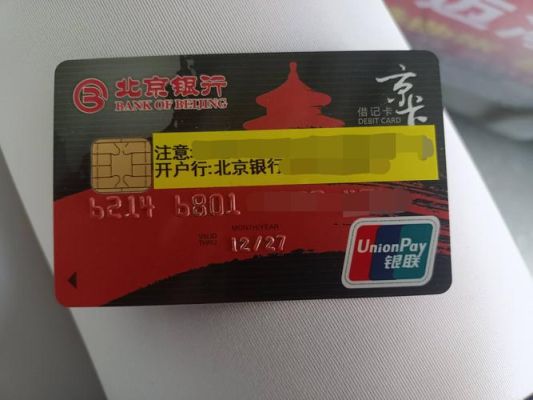 北京银行
BANK OF BEIJING
京卡
借记卡
DEBIT CARD
注意:
开户行:北京银行
6214 6801
MONTH/YEAR
VALID
THRU
12/27
UnionPay
银联